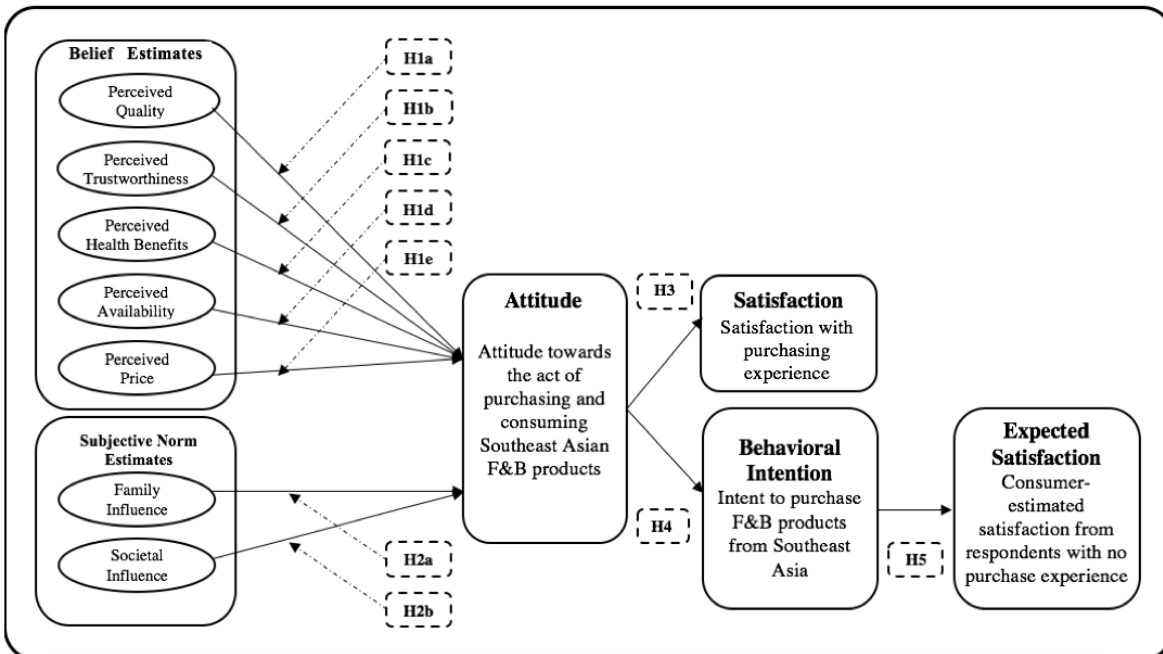 Belief Estimates
Perceived
Quality
Perceived
Trustworthiness
Perceived
Health Benefits
Perceived
Availability
Perceived
Price
Subjective Norm
Estimates
Family
Influence
Societal
Influence
H1a
H1b
H1c
H1d
H1e
H2a
H2b
Attitude
Attitude towards
the act of
purchasing and
consuming
Southeast Asian
F&B products
H3
H4
Satisfaction
Satisfaction with
purchasing
experience
Behavioral
Intention
Intent to purchase
F&B products
from Southeast
Asia
H5
Expected
Satisfaction
Consumer-
estimated
satisfaction from
respondents with no
purchase experience